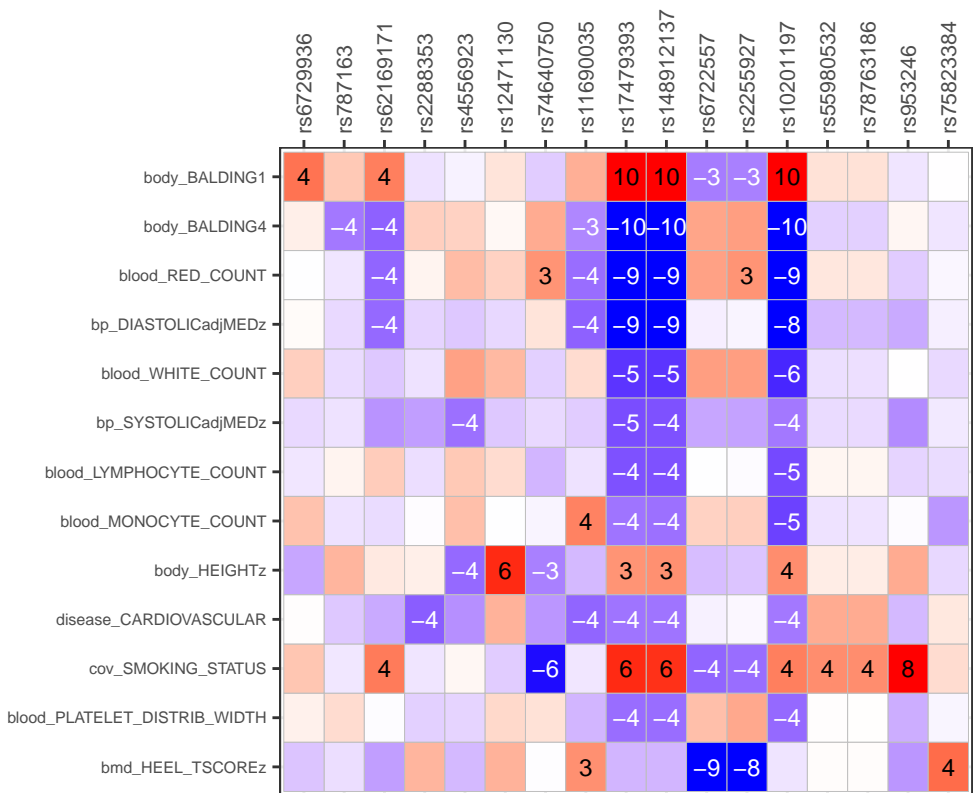 rs6729936 rs787163 rs62169171 rs2288353 rs4556923 rs12471130 rs74640750 rs11690035 rs17479393 rs148912137 rs6722557 rs2255927 rs10201197 rs55980532 rs78763186 rs953246 rs75823384
body_BALDING1 4 4 10 10 −3 −3 10
body_BALDING4 −4 −4 −3 −10 −10 −10
blood_RED_COUNT −4 3 −4 −9 −9 3 −9
bp_DIASTOLICadjMEDz −4 −4 −9 −9 −8
blood_WHITE_COUNT −5 −5 −6
bp_SYSTOLICadjMEDz −4 −5 −4 −4
blood_LYMPHOCYTE_COUNT −4 −4 −5
blood_MONOCYTE_COUNT 4 −4 −4 −5
body_HEIGHTz −4 6 −3 3 3 4
disease_CARDIOVASCULAR −4 −4 −4 −4 −4
cov_SMOKING_STATUS 4 −6 6 6 −4 −4 4 4 4 8
blood_PLATELET_DISTRIB_WIDTH −4 −4 −4
bmd_HEEL_TSCOREz 3 −9 −8 4